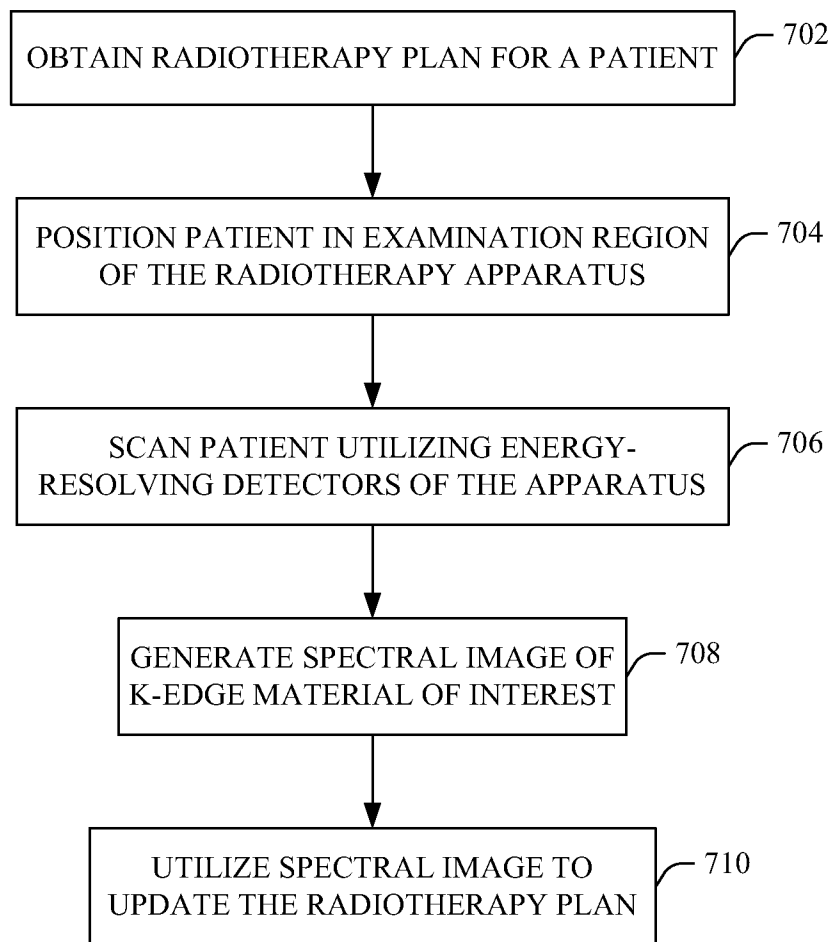 OBTAIN RADIOTHERAPY PLAN FOR A PATIENT
702
POSITION PATIENT IN EXAMINATION REGION
OF THE RADIOTHERAPY APPARATUS
704
SCAN PATIENT UTILIZING ENERGY-
RESOLVING DETECTORS OF THE APPARATUS
706
GENERATE SPECTRAL IMAGE OF
K-EDGE MATERIAL OF INTEREST
708
UTILIZE SPECTRAL IMAGE TO
UPDATE THE RADIOTHERAPY PLAN
710